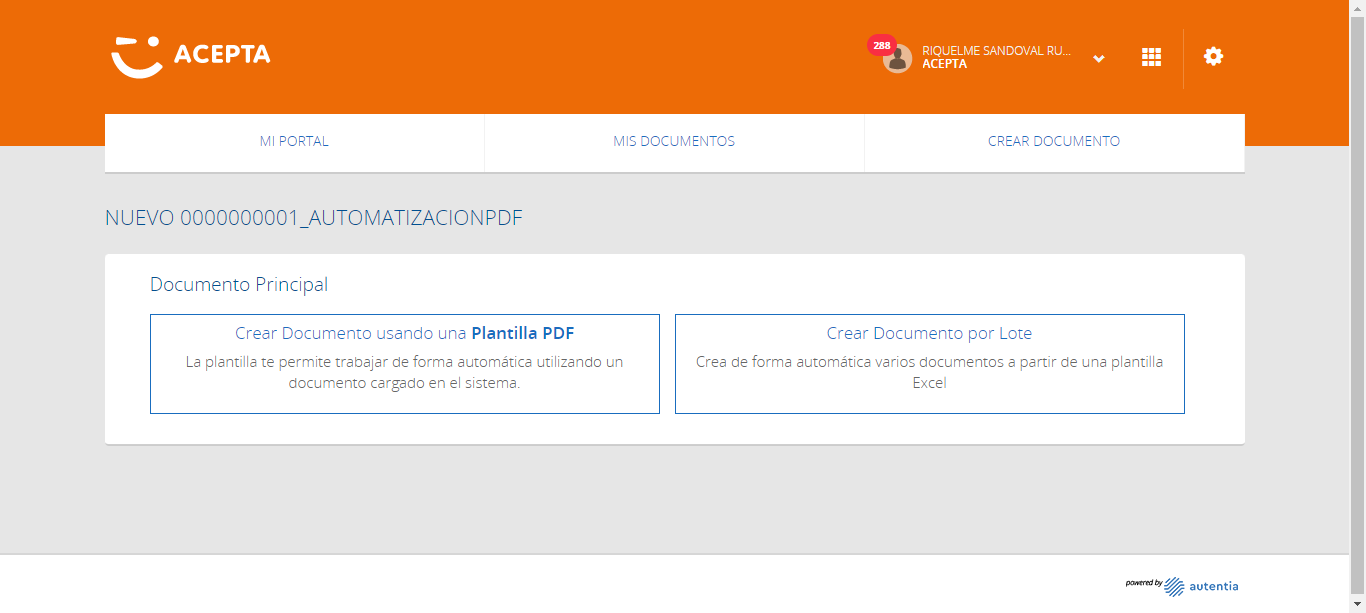 ACEPTA
288
RIQUELME SANDOVAL RU...
ACEPTA
MI PORTAL
MIS DOCUMENTOS
CREAR DOCUMENTO
NUEVO 0000000001_AUTOMATIZACIONPDF
Documento Principal
Crear Documento usando una Plantilla PDF
La plantilla te permite trabajar de forma automática utilizando un
documento cargado en el sistema.
Crear Documento por Lote
Crea de forma automática varios documentos a partir de una plantilla
Excel
powered by autentia